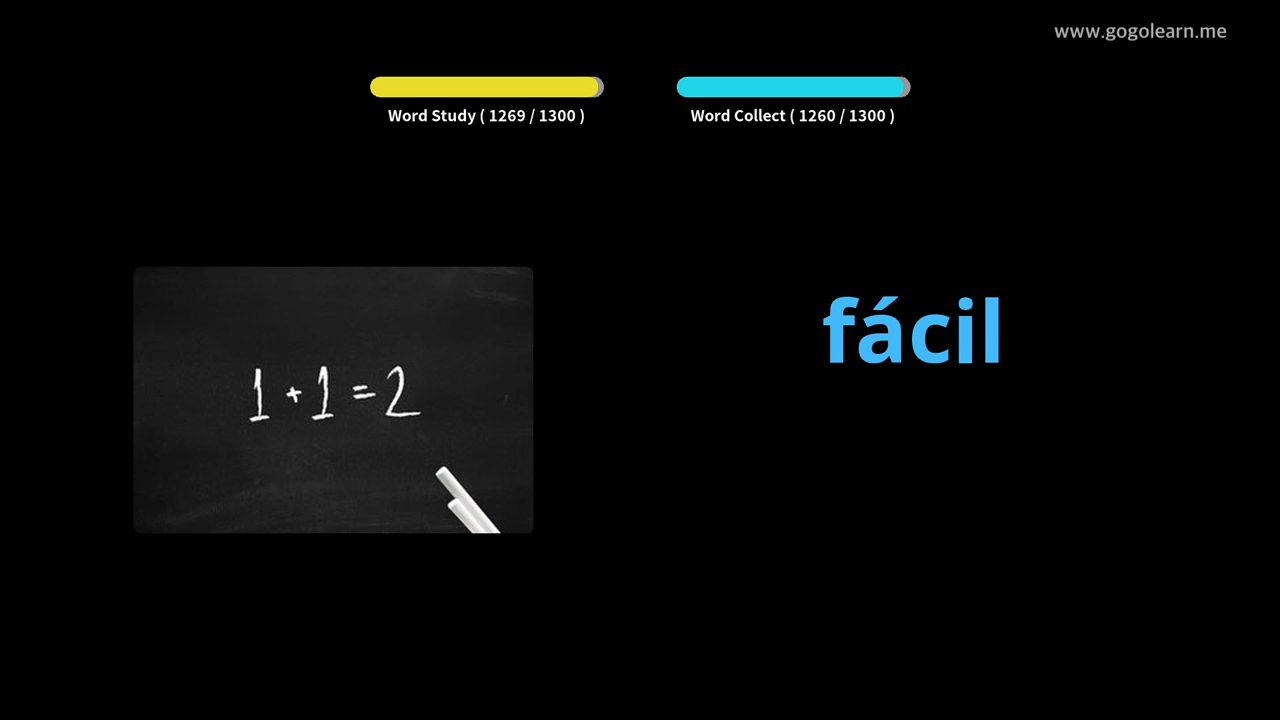 www.gogolearn.me
Word Study ( 1269 / 1300 )
Word Collect ( 1260 / 1300 )
1 + 1 = 2
fácil